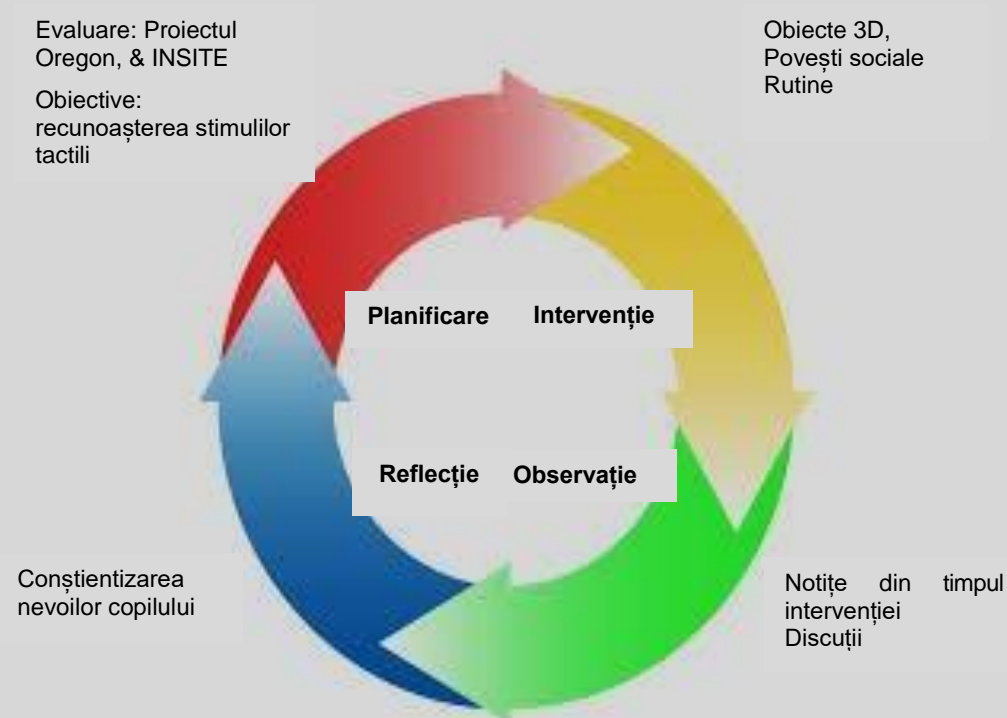 Evaluare: Proiectul
Oregon, & INSITE
Obiective:
recunoașterea stimulilor
tactili
Obiecte 3D,
Povești sociale
Rutine
Planificare
Intervenție
Reflecție
Observație
Conștientizarea
nevoilor copilului
Notițe din timpul
intervenției
Discuții